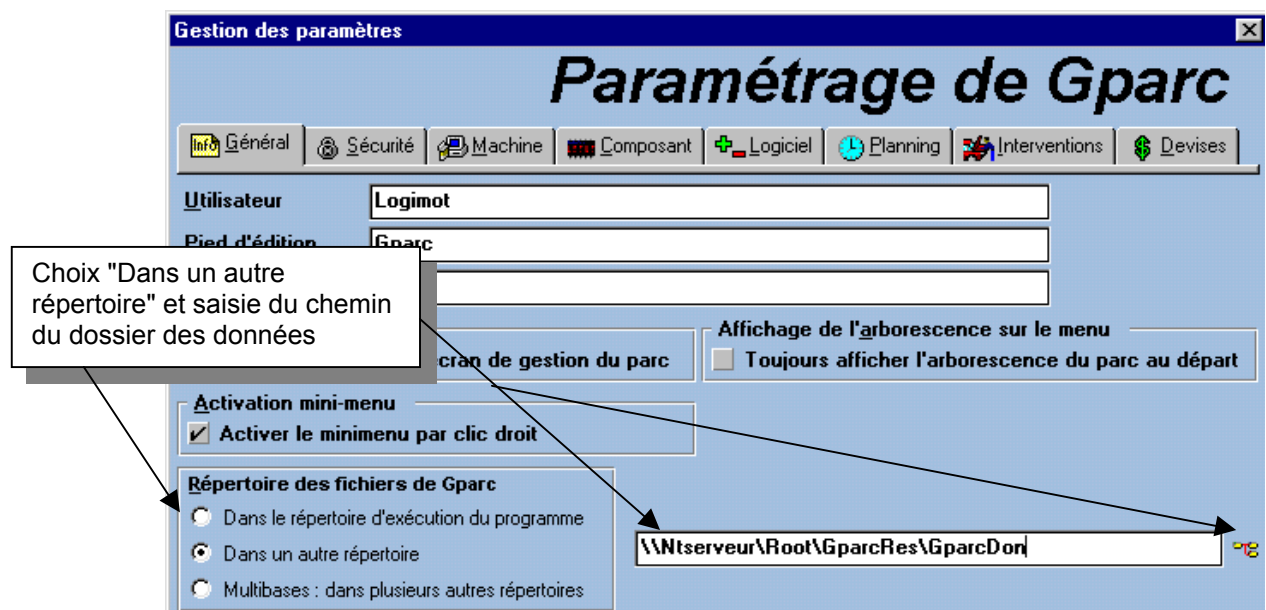 Gestion des paramètres
Paramétrage de Gparc
Info Général Sécurité Machine Composant Logiciel Planning Interventions Devises
Utilisateur Logimot
Pied d'édition Gparc
Choix "Dans un autre
répertoire" et saisie du chemin
du dossier des données
Affichage de l'arborescence sur le menu
écran de gestion du parc Toujours afficher l'arborescence du parc au départ
Activation mini-menu
Activer le minimenu par clic droit
Répertoire des fichiers de Gparc
Dans le répertoire d'exécution du programme
Dans un autre répertoire \\Ntserveur\Root\GparcRes\GparcDon
Multibases : dans plusieurs autres répertoires